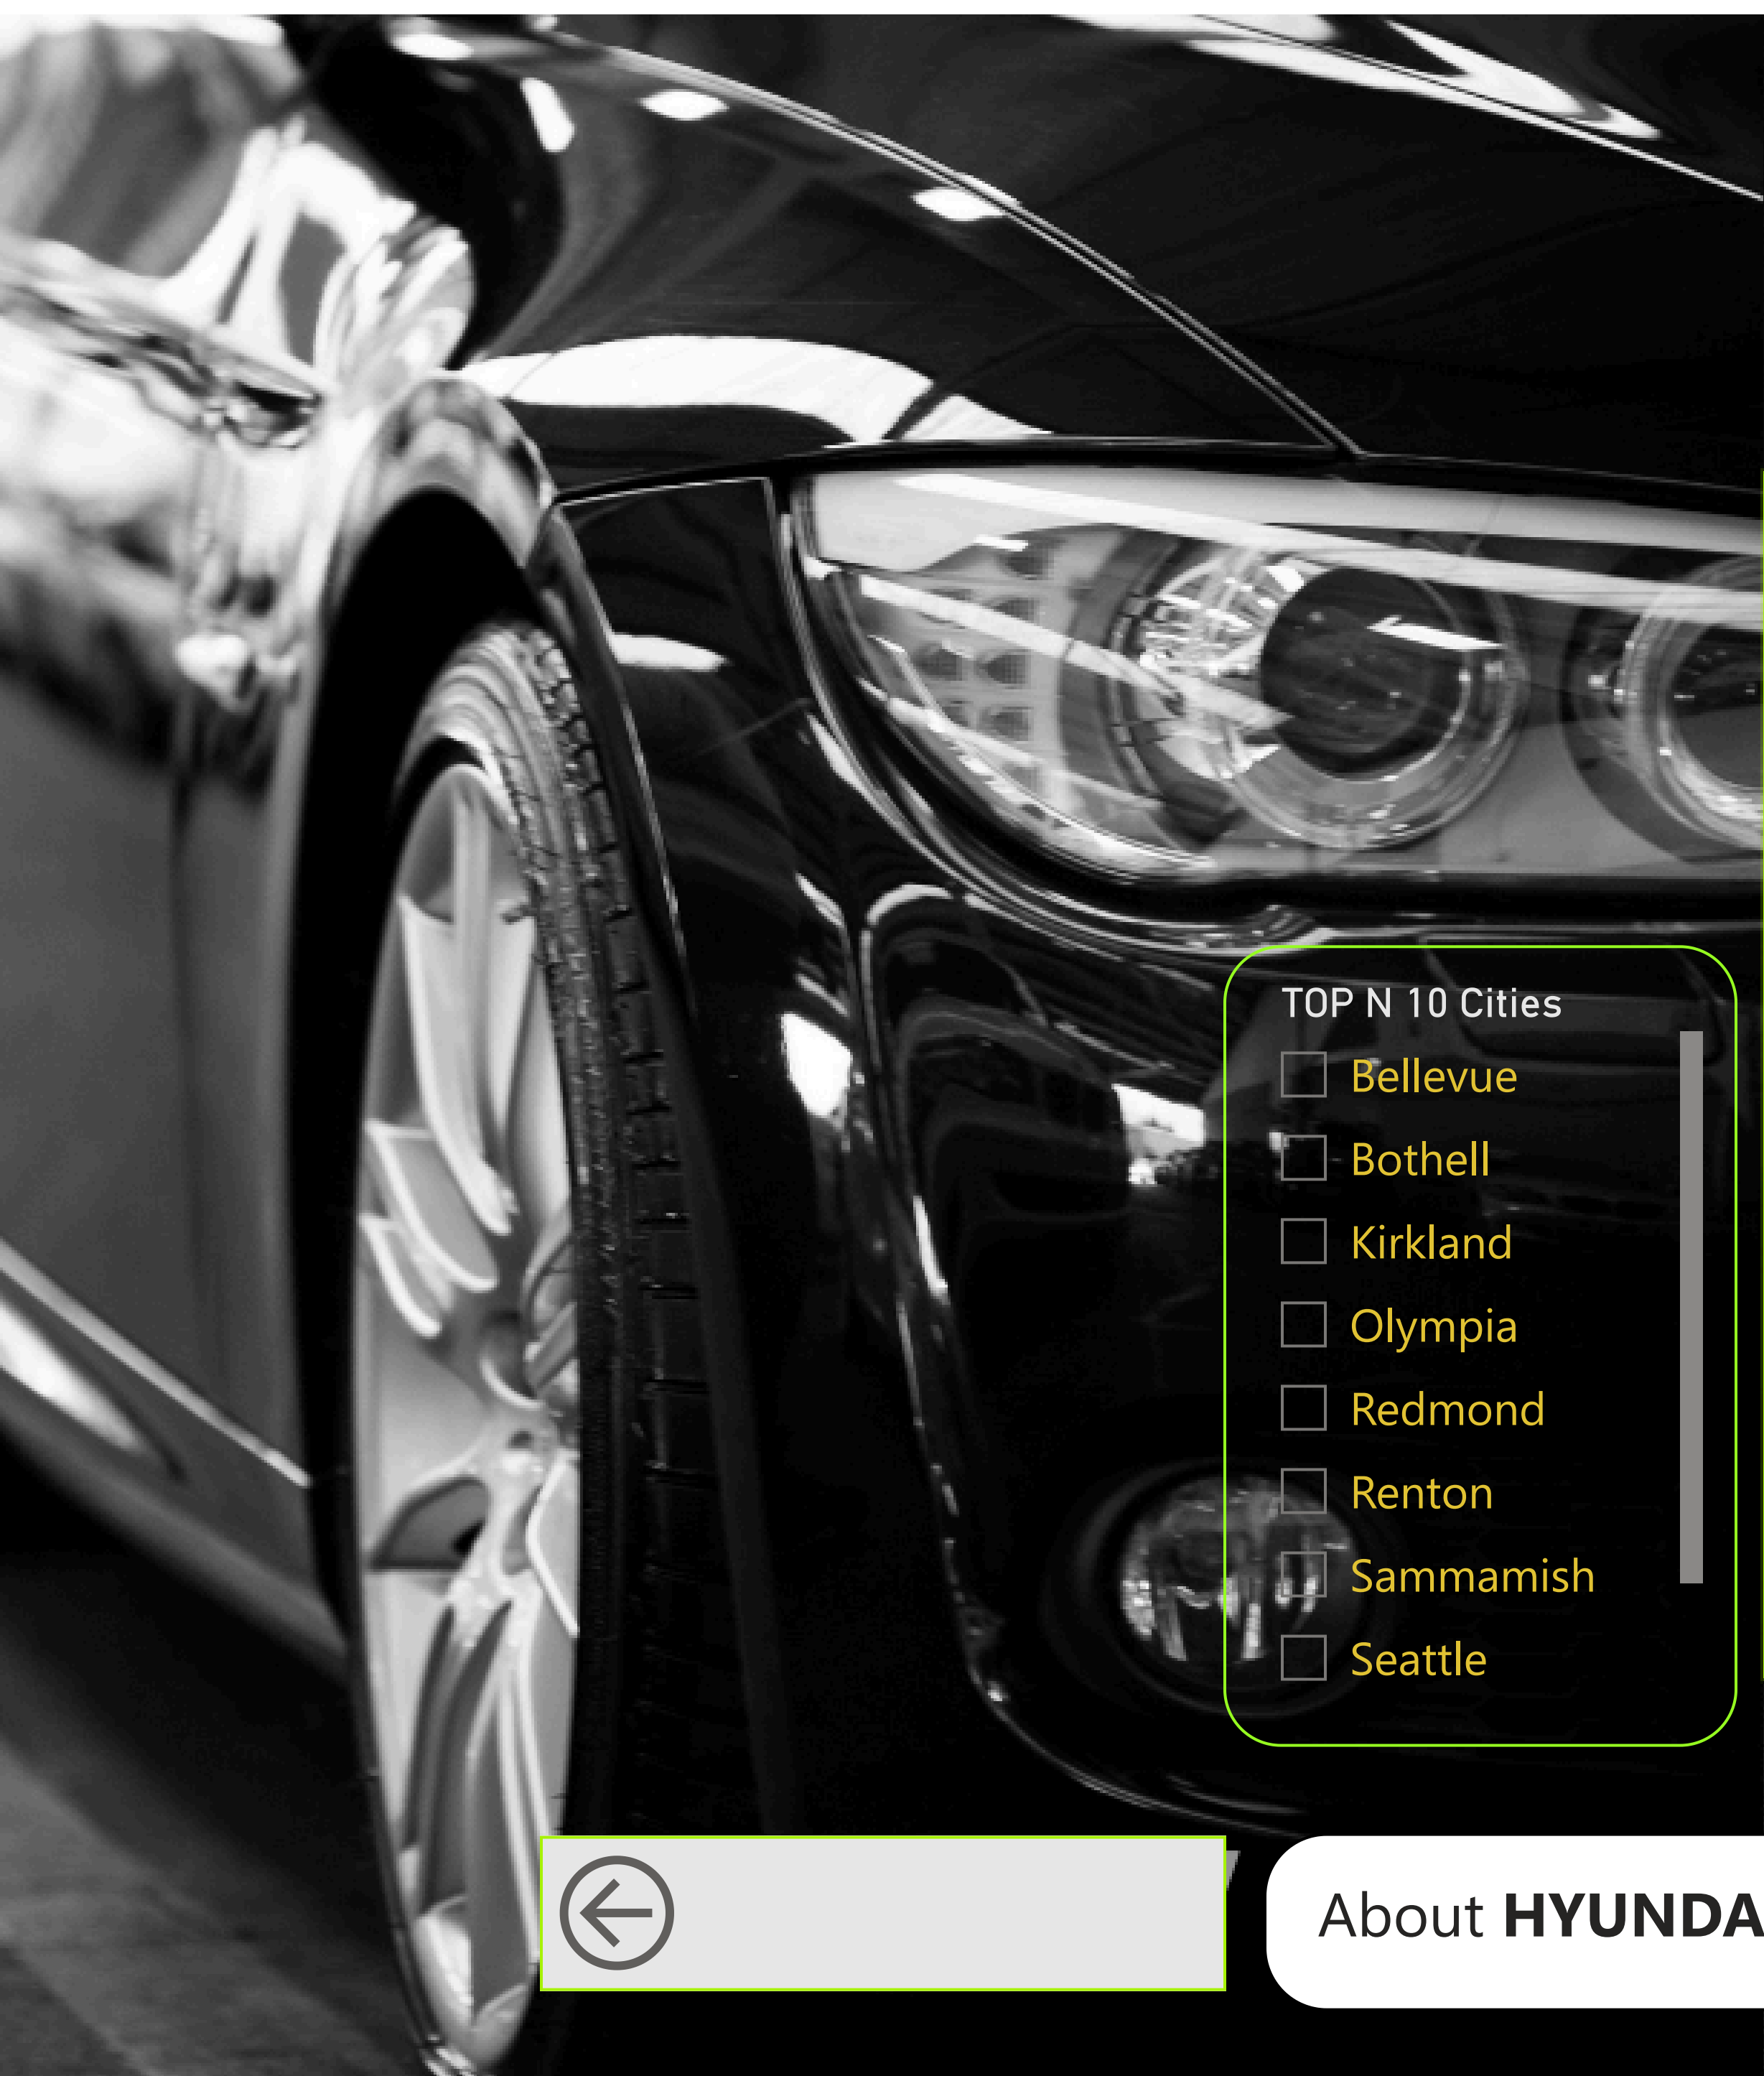 TOP N 10 Cities
Bellevue
Bothell
Kirkland
Olympia
Redmond
Renton
Sammamish
Seattle
About HYUNDA